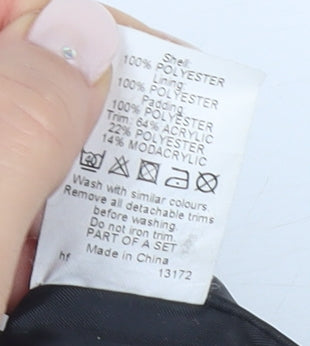 Shell:
100% POLYESTER
Lining:
100% POLYESTER
Padding:
100% POLYESTER
Trim: 64% ACRYLIC
22% POLYESTER
14% MODACRYLIC
Wash with similar colours.
Remove all detachable trims
before washing.
Do not iron trim.
PART OF A SET
Made in China
hf
13172